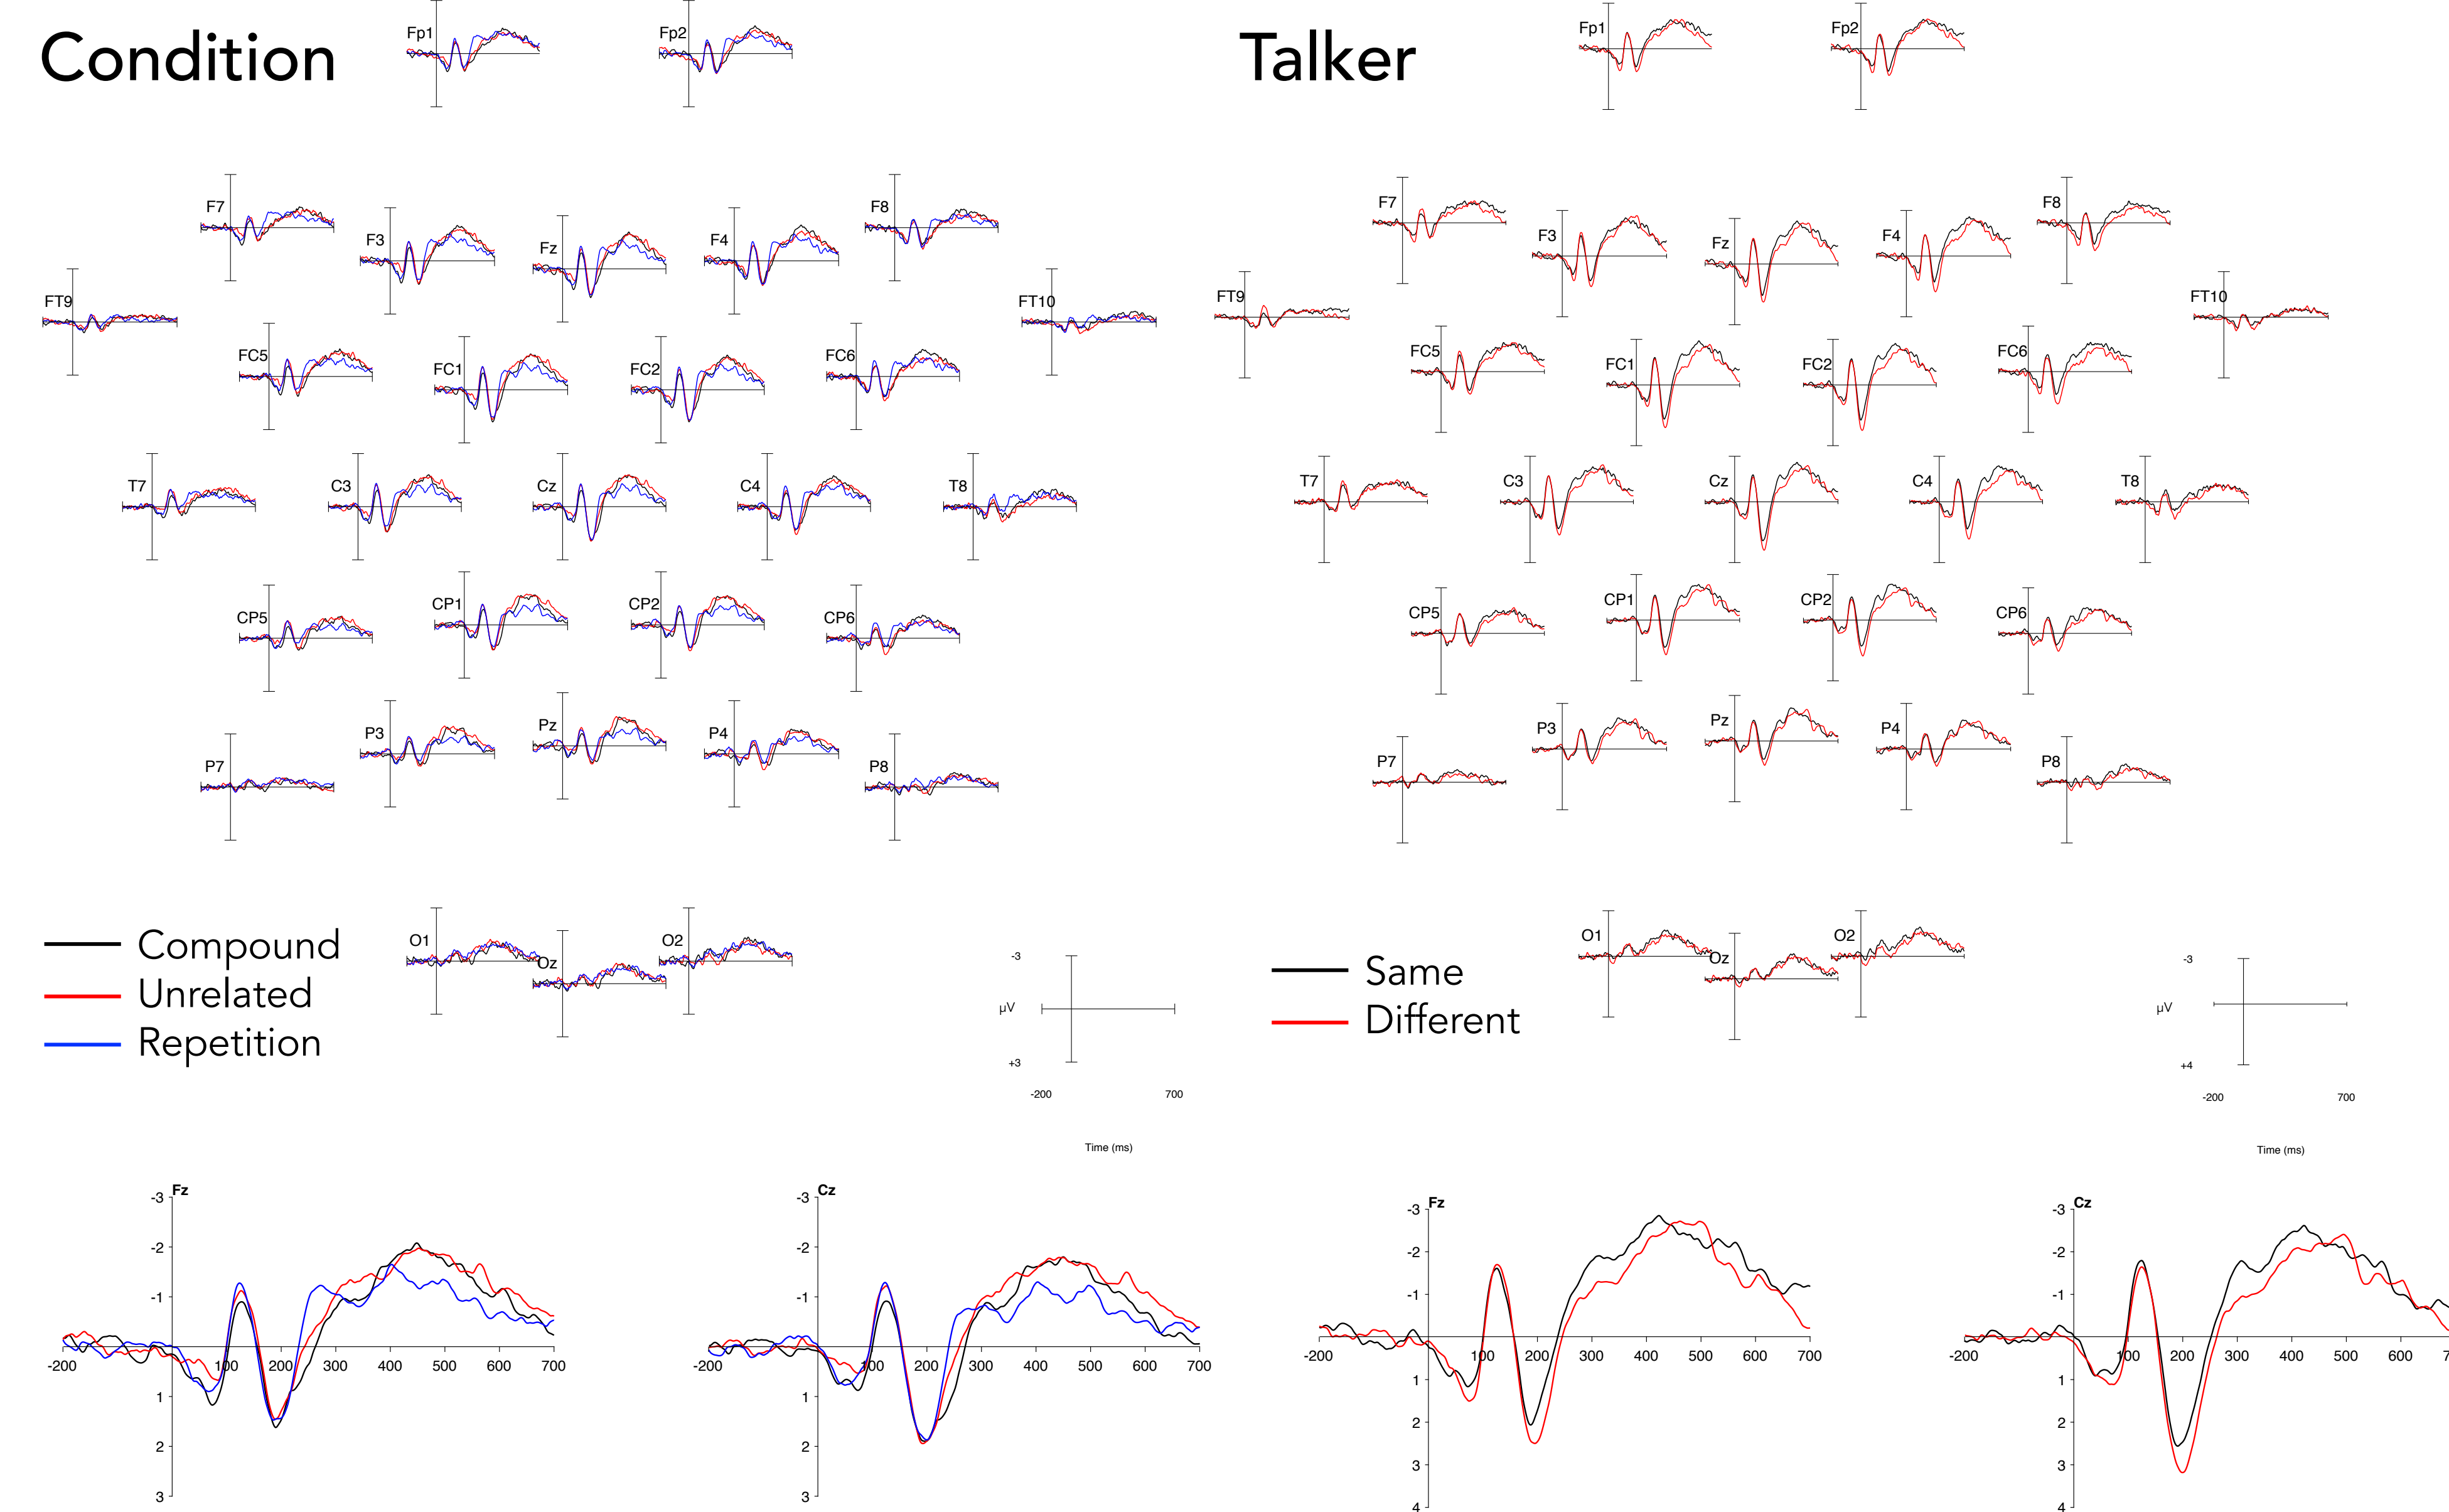 Condition
Fp1
Fp2
F7
F3
Fz
F4
F8
FT9
FT10
FC5
FC1
FC2
FC6
T7
C3
Cz
C4
T8
CP5
CP1
CP2
CP6
P7
P3
Pz
P4
P8
O1
Oz
O2
Compound
Unrelated
Repetition
-3
µV
+3
-200
700
Time (ms)
Fz
-3
-2
-1
1
2
3
-200
100
200
300
400
500
600
700
Cz
-3
-2
-1
1
2
3
-200
100
200
300
400
500
600
700
Talker
Fp1
Fp2
F7
F3
Fz
F4
F8
FT9
FT10
FC5
FC1
FC2
FC6
T7
C3
Cz
C4
T8
CP5
CP1
CP2
CP6
P7
P3
Pz
P4
P8
O1
Oz
O2
Same
Different
-3
µV
+4
-200
700
Time (ms)
Fz
-3
-2
-1
1
2
3
4
-200
100
200
300
400
500
600
700
Cz
-3
-2
-1
1
2
3
4
-200
100
200
300
400
500
600
7